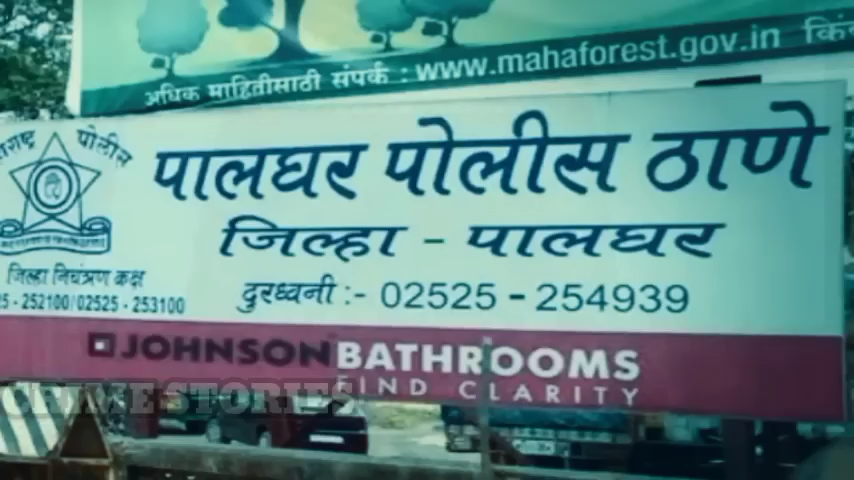 अधिक माहितीसाठी संपर्क : www.mahaforest.gov.in
पोलीस
पालघर पोलीस ठाणे
जिल्हा - पालघर
जिल्हा नियंत्रण कक्ष
- 252100/02525 - 253100
दुरध्वनी :- 02525 - 254939
JOHNSON BATHROOMS
FIND CLARITY
CRIME STORIES